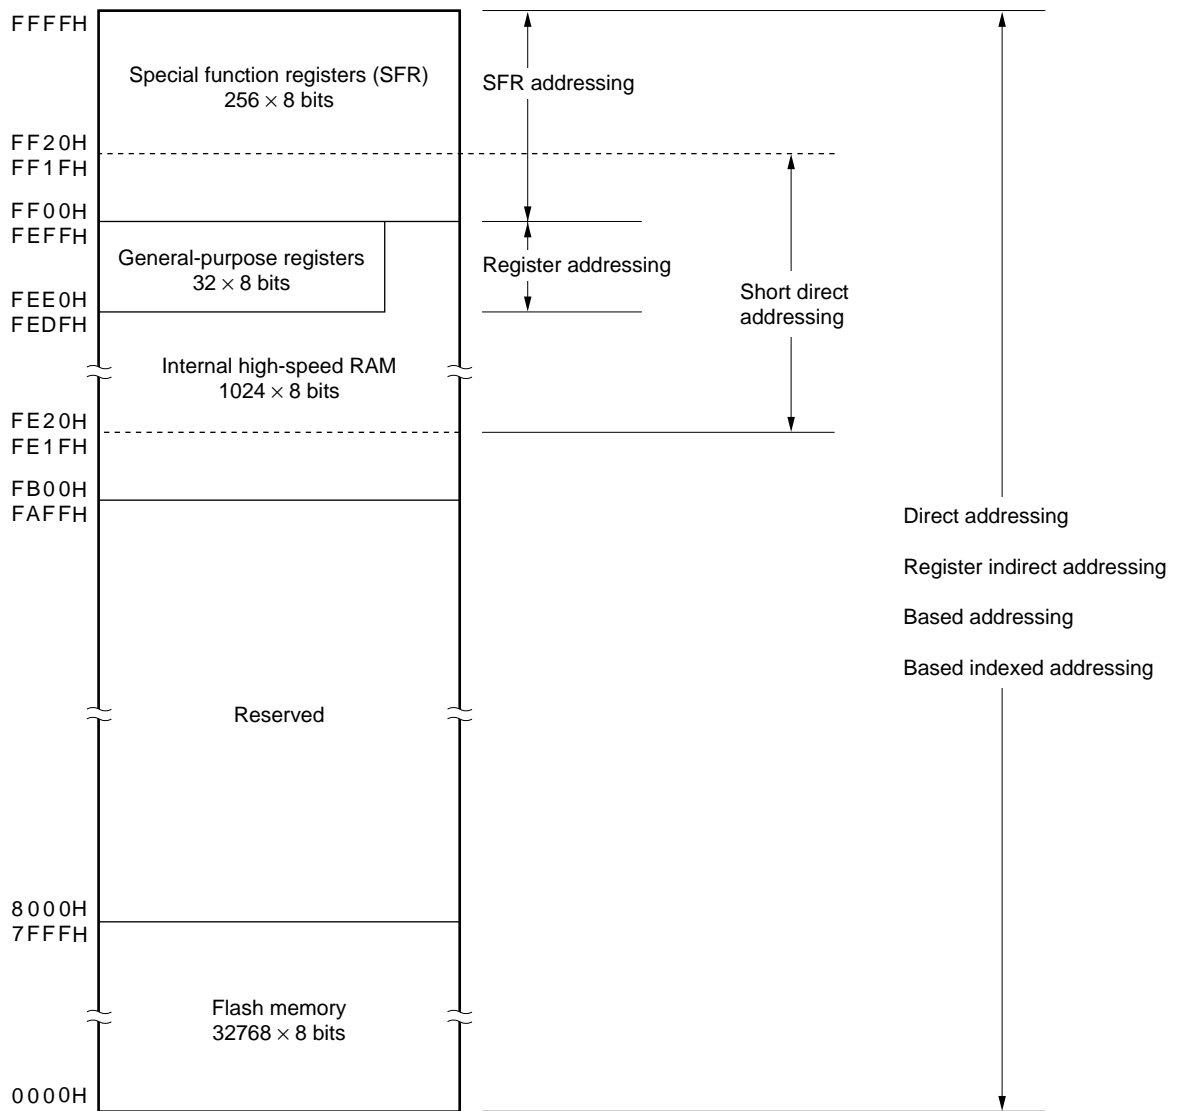 FFFFH
Special function registers (SFR)
256 × 8 bits
SFR addressing
FF20H
FF1FH
FF00H
FEFFH
General-purpose registers
32 × 8 bits
Register addressing
Short direct
addressing
FEE0H
FEDFH
Internal high-speed RAM
1024 × 8 bits
FE20H
FE1FH
FB00H
FAFFH
Direct addressing
Register indirect addressing
Based addressing
Based indexed addressing
Reserved
8000H
7FFFH
Flash memory
32768 × 8 bits
0000H